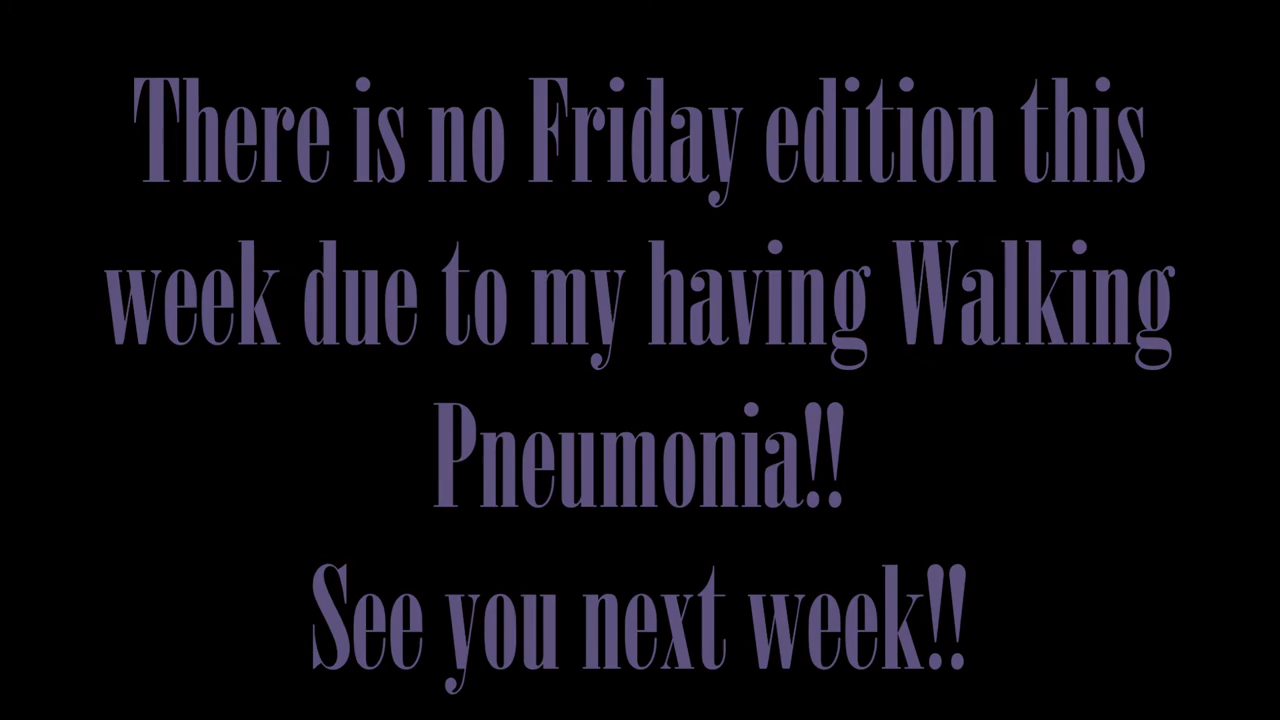 There is no Friday edition this
week due to my having Walking
Pneumonia!!
See you next week!!